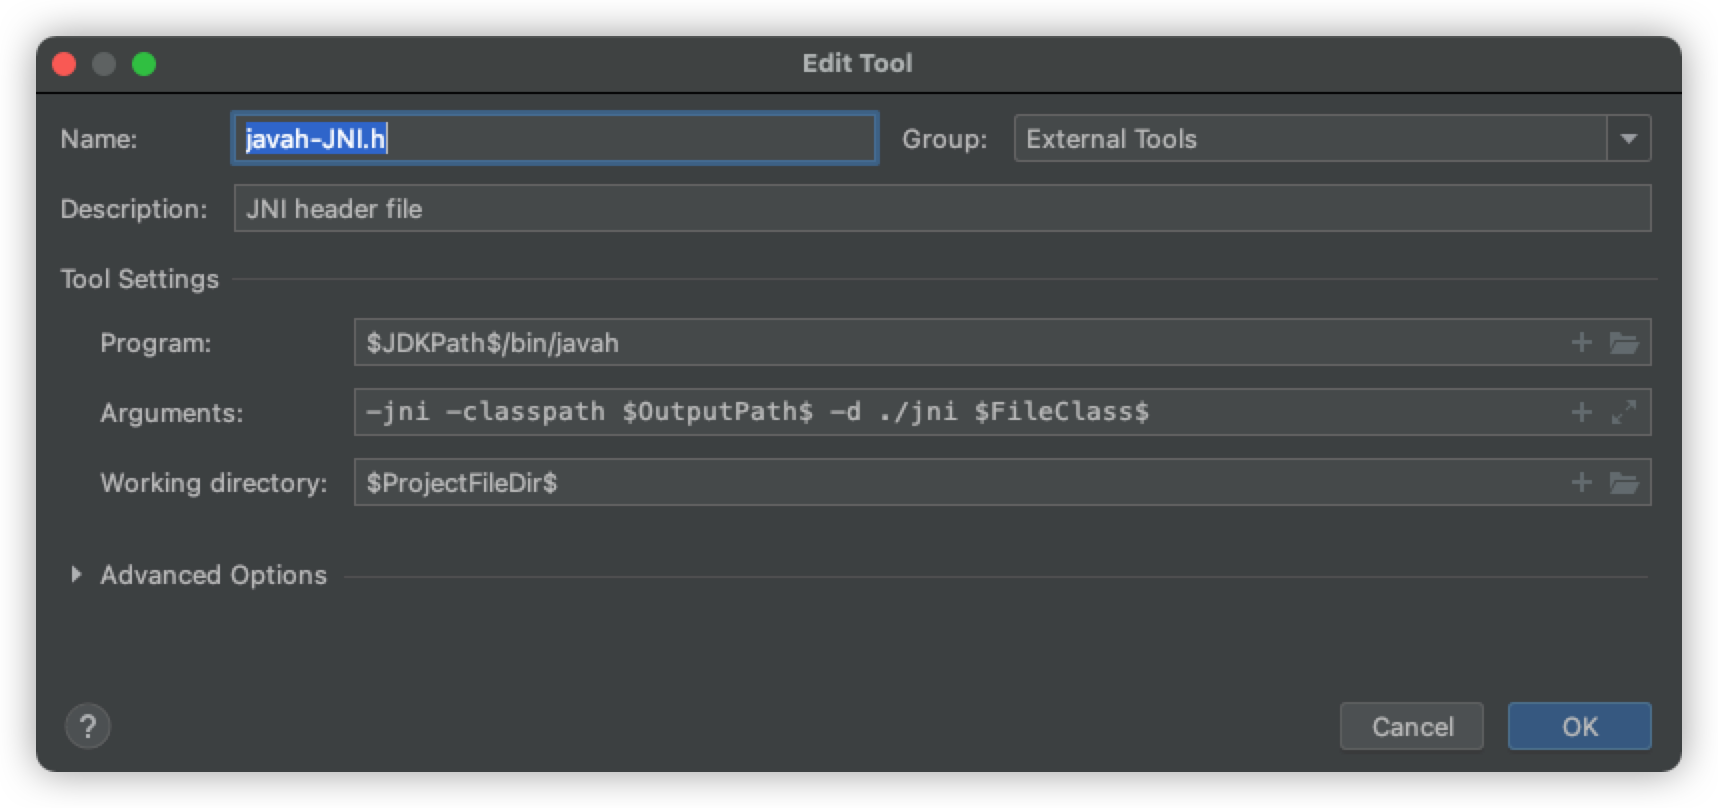 Edit Tool
Name: javah-JNI.h Group: External Tools
Description: JNI header file
Tool Settings
Program: $JDKPath$/bin/javah
Arguments: -jni -classpath $OutputPath$ -d ./jni $FileClass$
Working directory: $ProjectFileDir$
Advanced Options
? Cancel OK